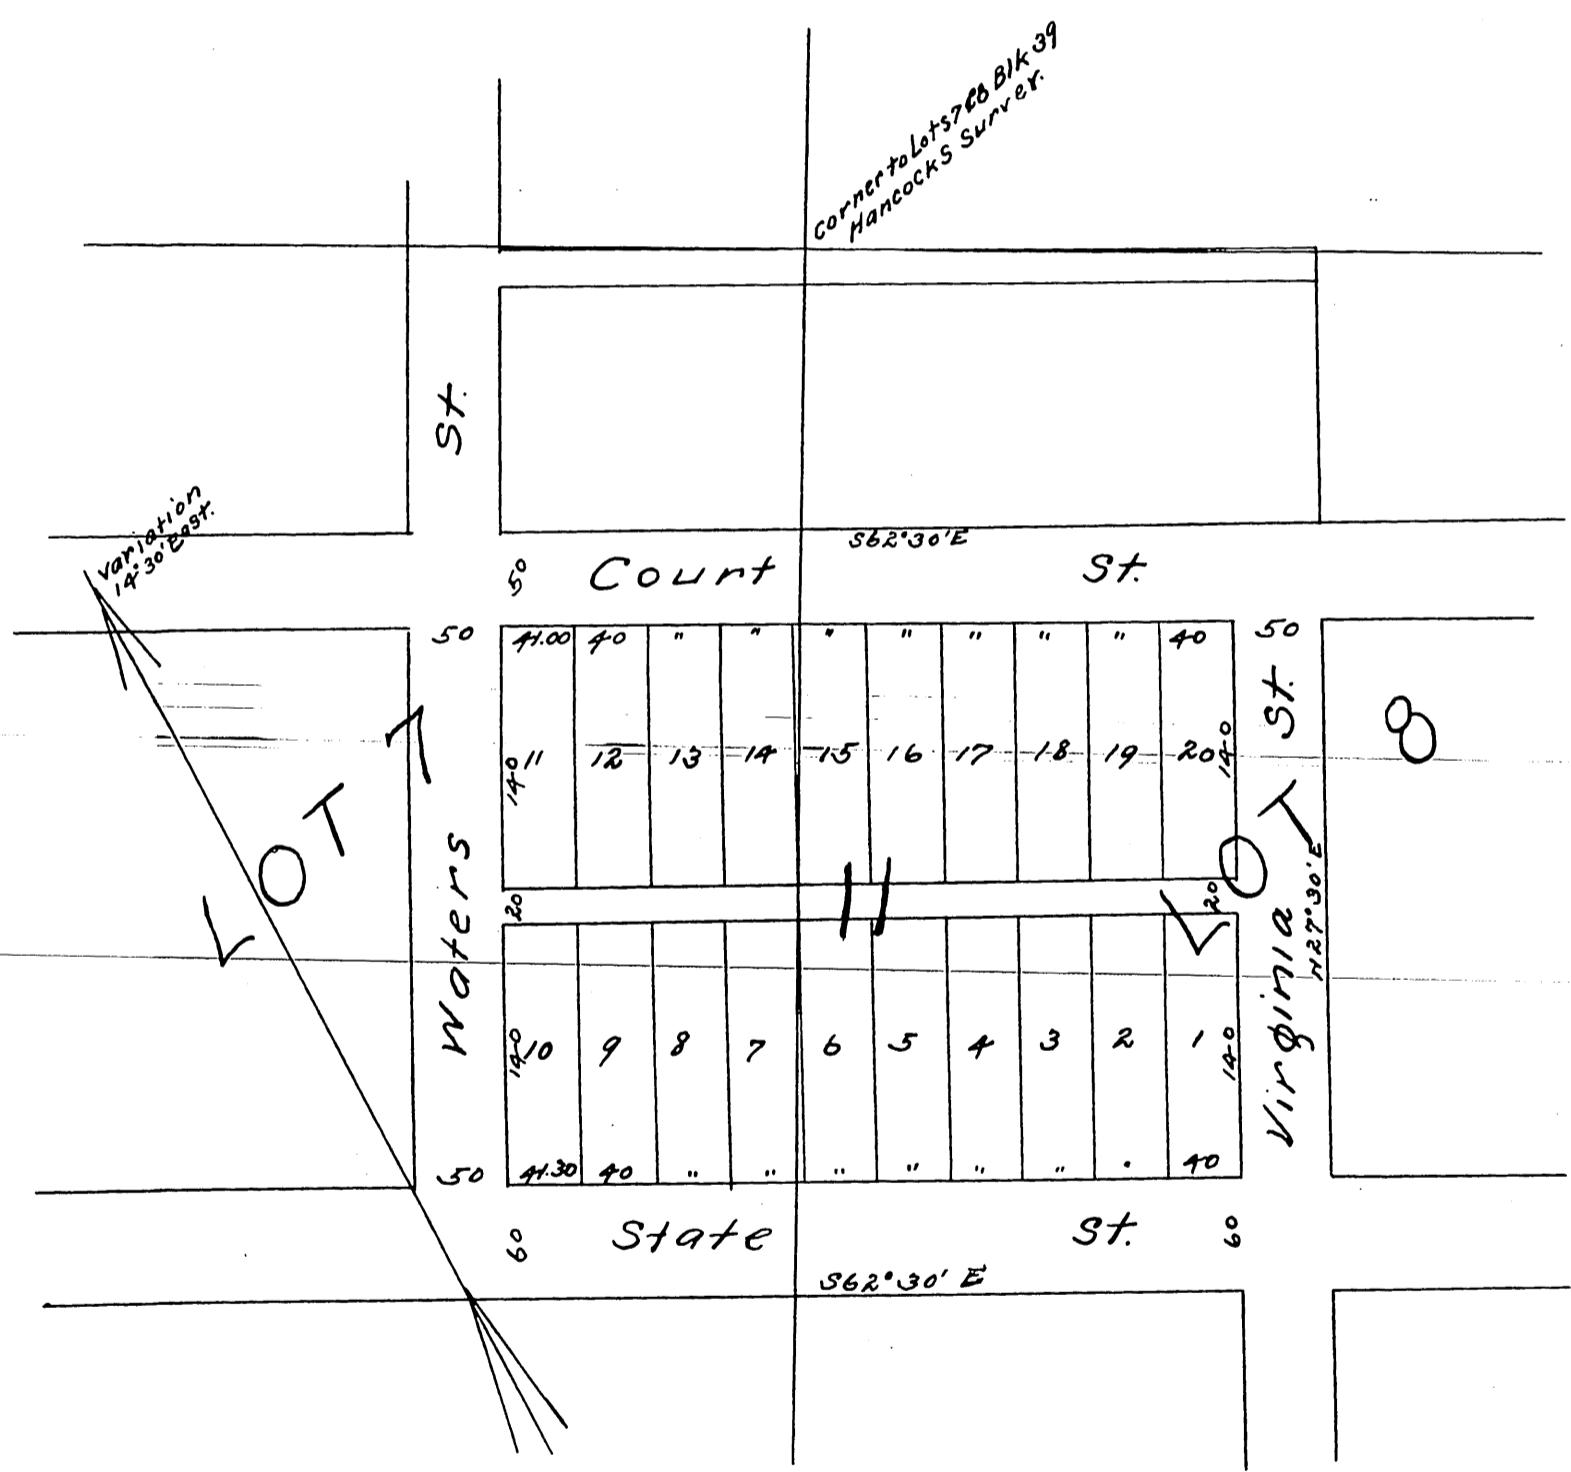 Corner to Lots 7 & 8 Blk 39
Hancocks Survey.
St.
variation
14°30' East.
S62°30'E
50 Court St.
50 41.00 40 " " " " " " " 40 50
LOT 7
140 11 12 13 14 15 16 17 18 19 20 140
St.
8
Waters
20 11 20
LOT
Virginia
N27°30'E
140 10 9 8 7 6 5 4 3 2 1 140
50 41.30 40 " " " " " " " 40
60 State St. 60
S62°30' E